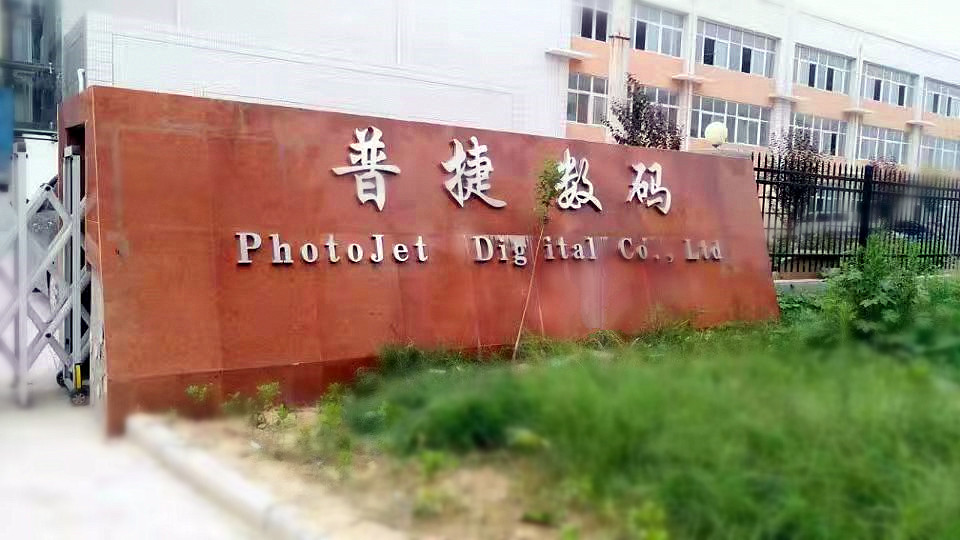 普捷数码
PhotoJet Digital Co., Ltd